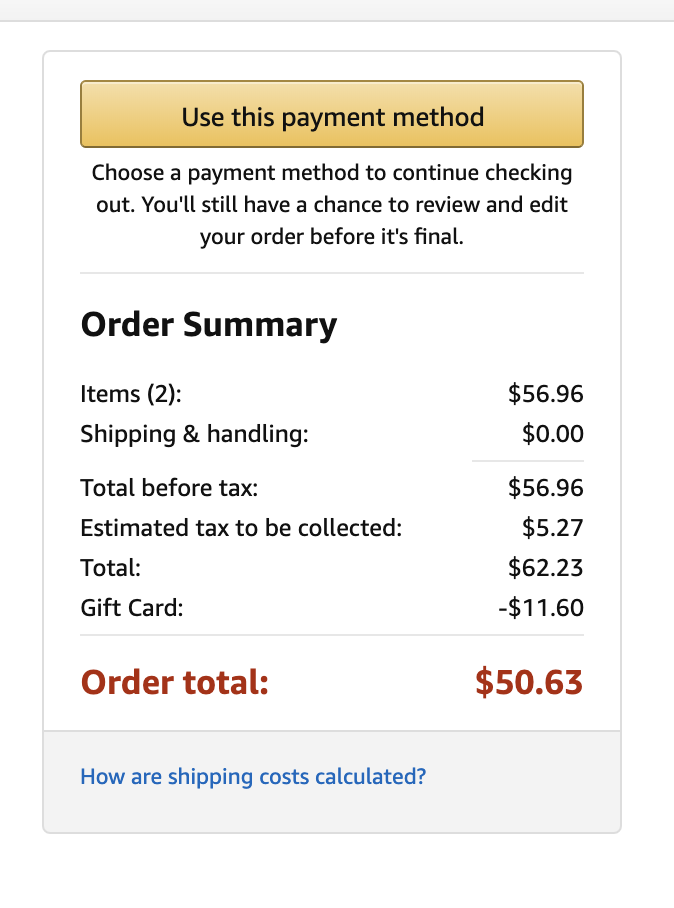 Use this payment method
Choose a payment method to continue checking
out. You'll still have a chance to review and edit
your order before it's final.
Order Summary
Items (2): $56.96
Shipping & handling: $0.00
Total before tax: $56.96
Estimated tax to be collected: $5.27
Total: $62.23
Gift Card: -$11.60
Order total: $50.63
How are shipping costs calculated?